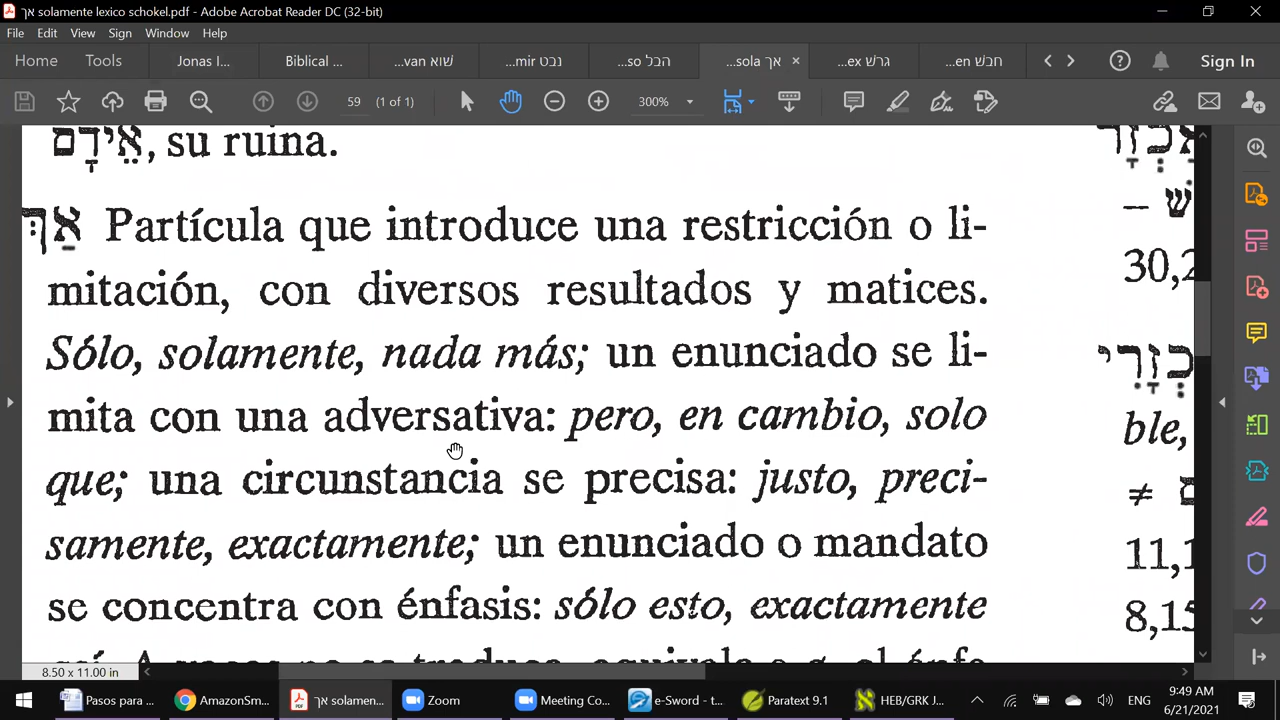 אך solamente lexico schokel.pdf - Adobe Acrobat Reader DC (32-bit)
File Edit View Sign Window Help
Home Tools Jonas I... Biblical ... שוא van... נבט mir... הבל so... אך sola... גרש ex... חבש en... Sign In
59 (1 of 1) 300%
אֵידָם, su ruina.
אַךְ Partícula que introduce una restricción o li-
mitación, con diversos resultados y matices.
Sólo, solamente, nada más; un enunciado se li-
mita con una adversativa: pero, en cambio, solo
que; una circunstancia se precisa: justo, preci-
samente, exactamente; un enunciado o mandato
se concentra con énfasis: sólo esto, exactamente
30,2
ble,
≠
11,1
8,15
8.50 x 11.00 in
Pasos para ... AmazonSm... אך solamen... Zoom Meeting Co... e-Sword - t... Paratext 9.1 HEB/GRK J... ENG 9:49 AM
6/21/2021